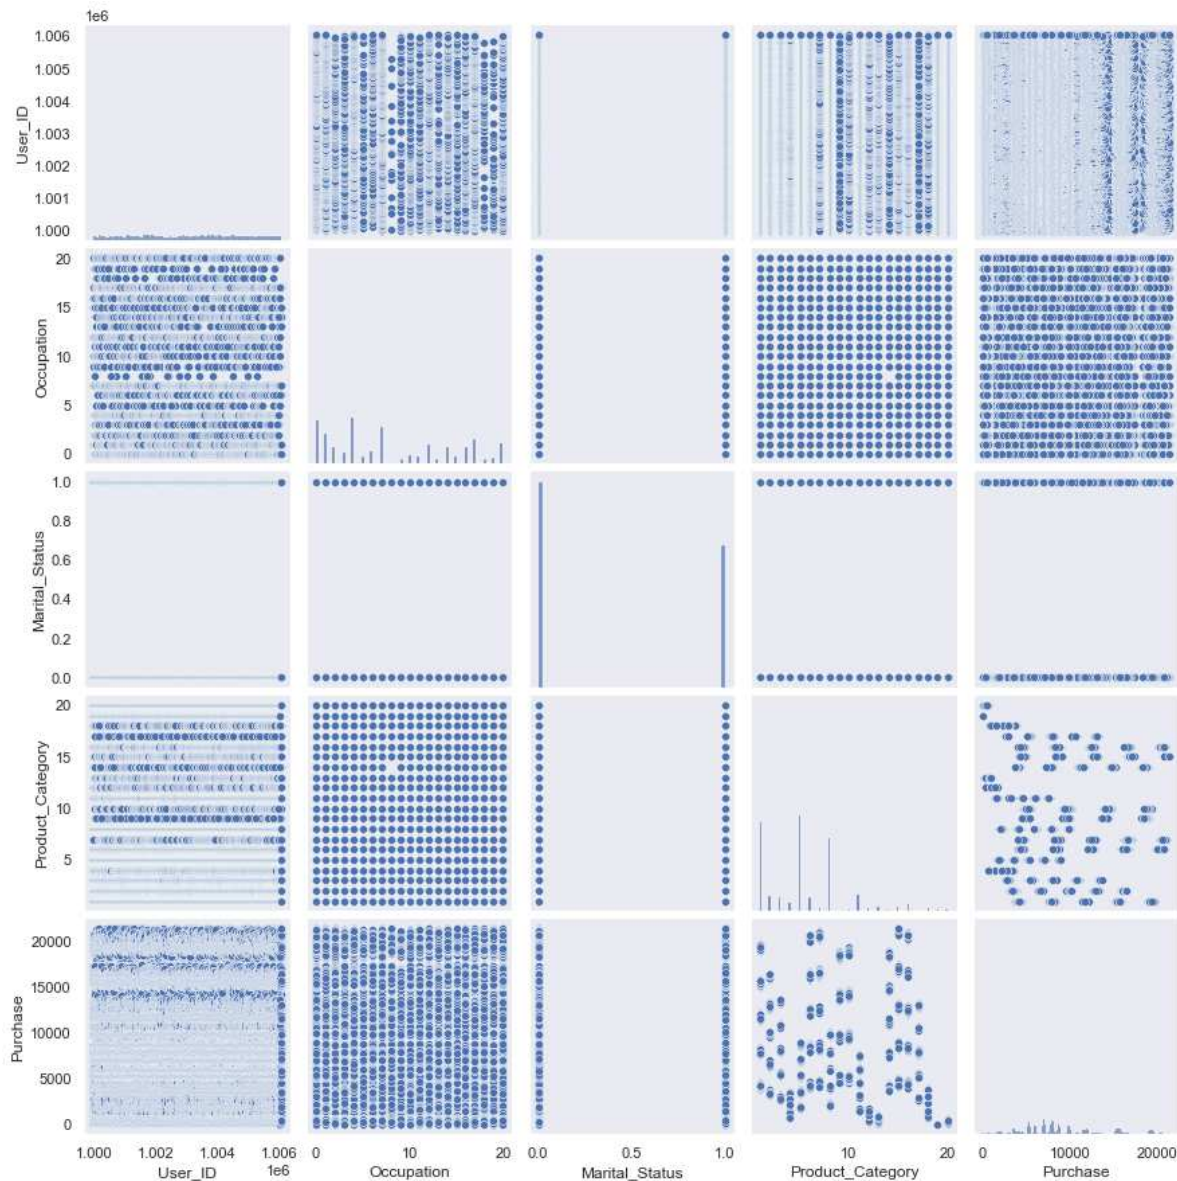 1e6
1.006
1.005
1.004
1.003
1.002
1.001
1.000
User_ID
20
15
10
5
0
Occupation
1.0
0.8
0.6
0.4
0.2
0.0
Marital_Status
20
15
10
5
Product_Category
20000
15000
10000
5000
0
Purchase
1.000 1.002 1.004 1.006
1e6
User_ID
0 10 20
Occupation
0.0 0.5 1.0
Marital_Status
10 20
Product_Category
10000 20000
Purchase